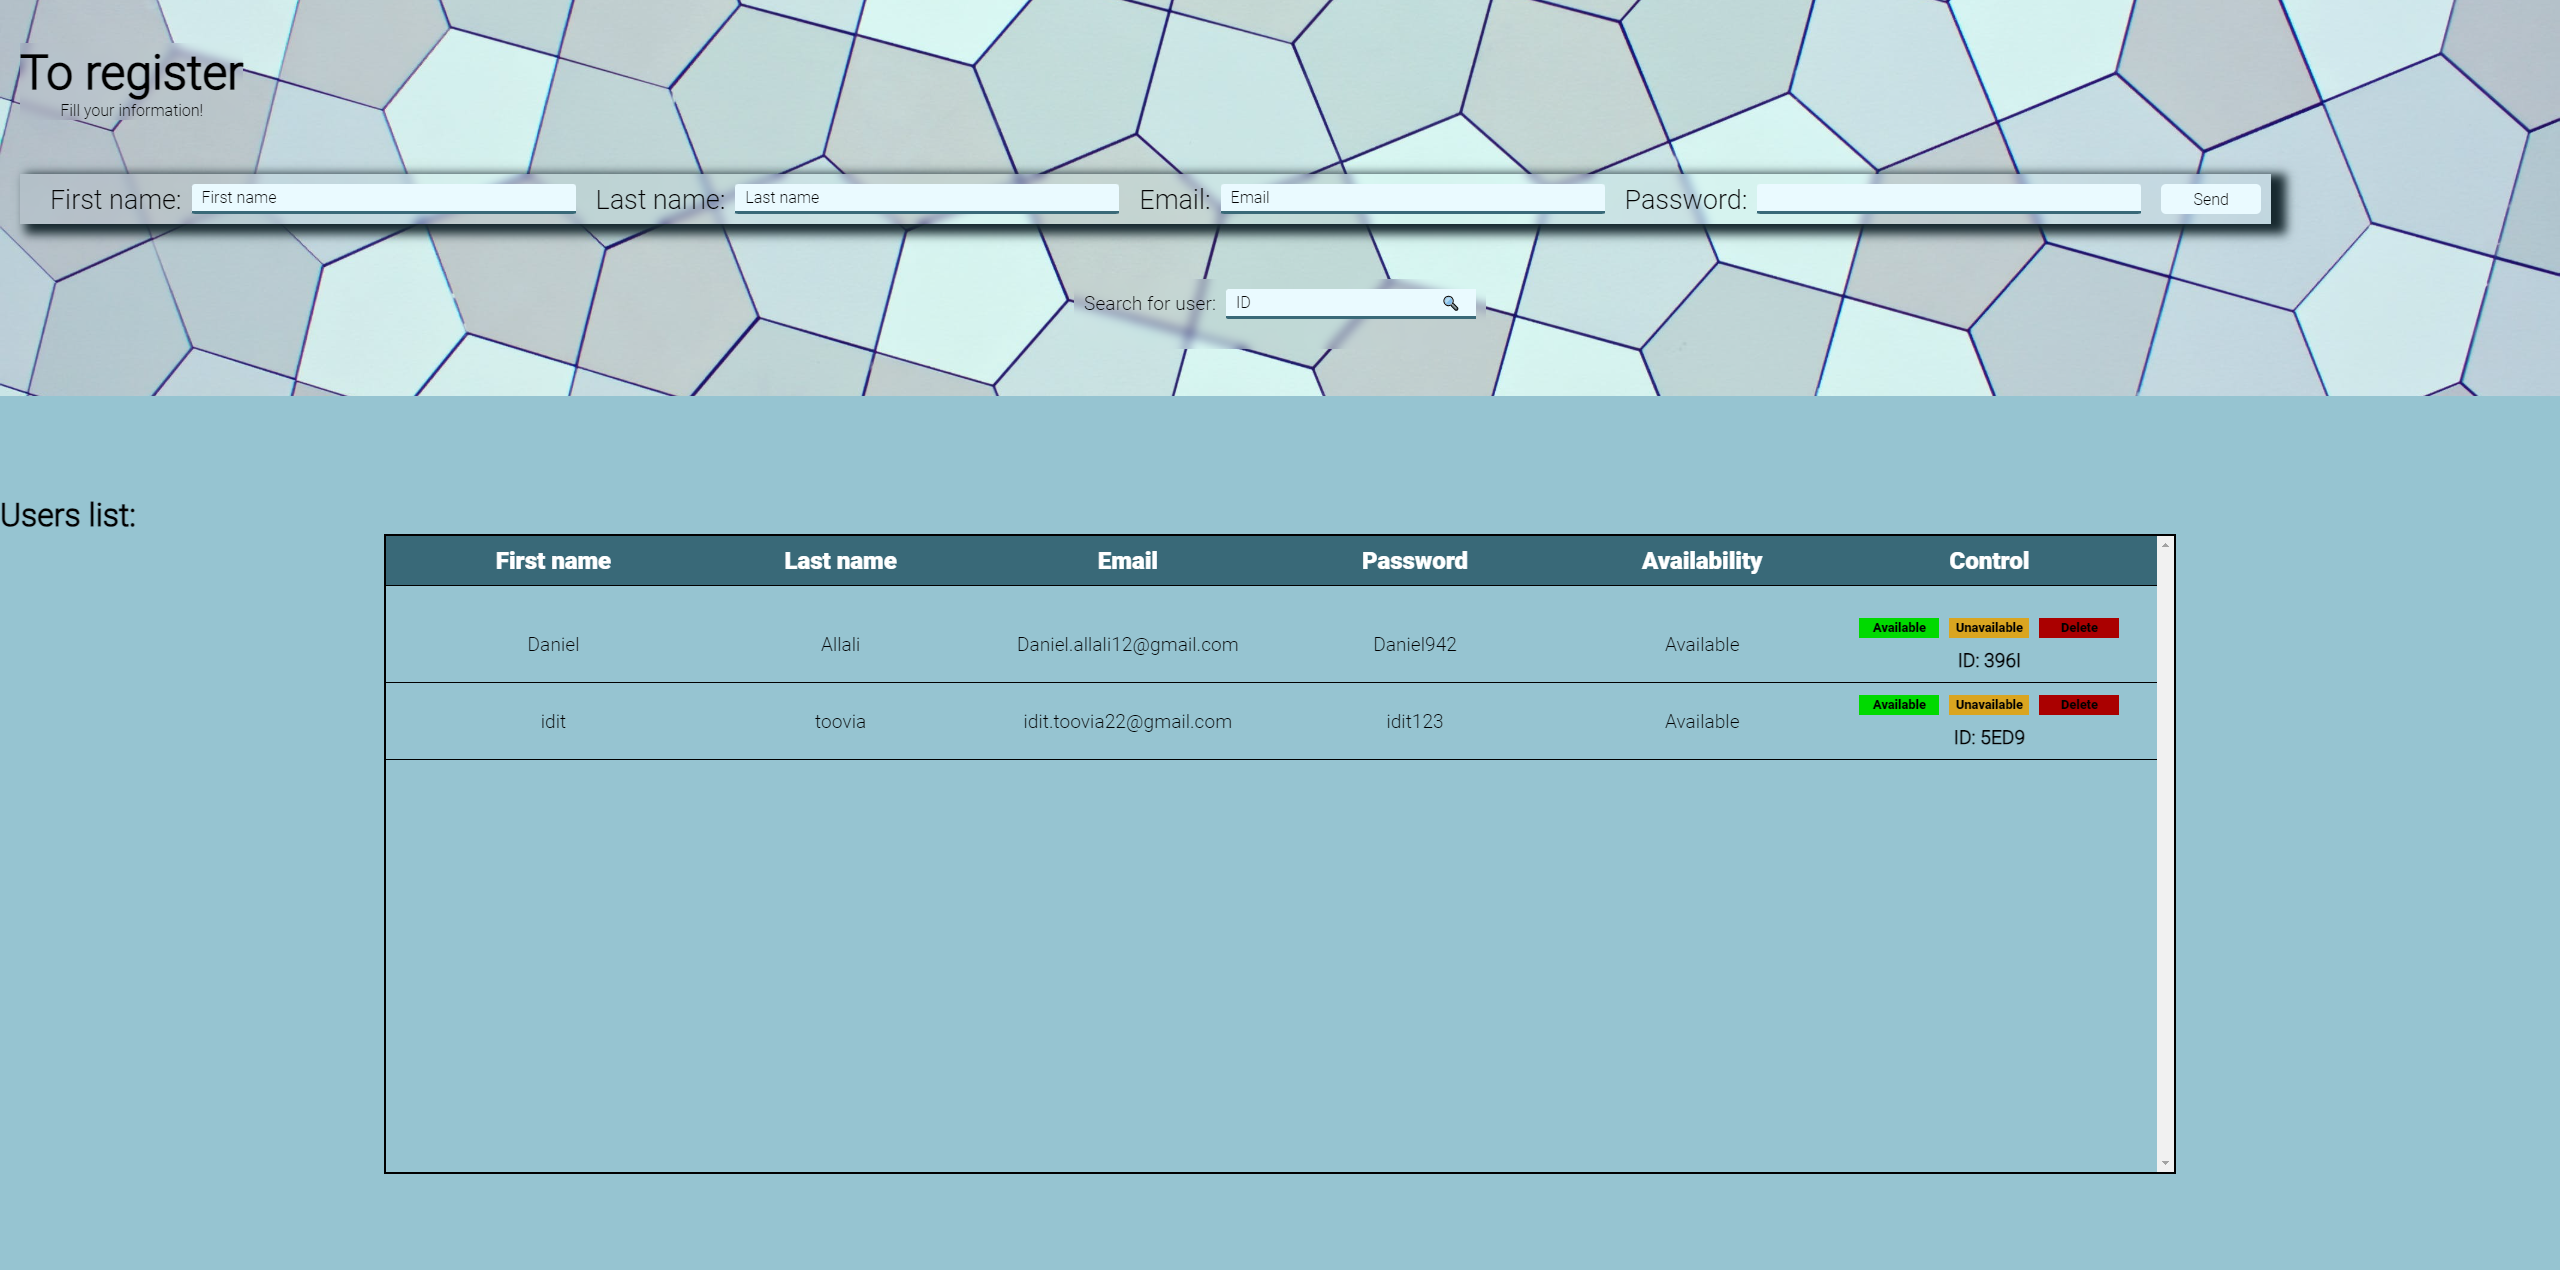 To register
Fill your information!
First name: First name Last name: Last name Email: Email Password: Send
Search for user: ID
Users list:
First name Last name Email Password Availability Control
Daniel Allali Daniel.allali12@gmail.com Daniel942 Available Available Unavailable Delete
ID: 396I
idit toovia idit.toovia22@gmail.com idit123 Available Available Unavailable Delete
ID: 5ED9